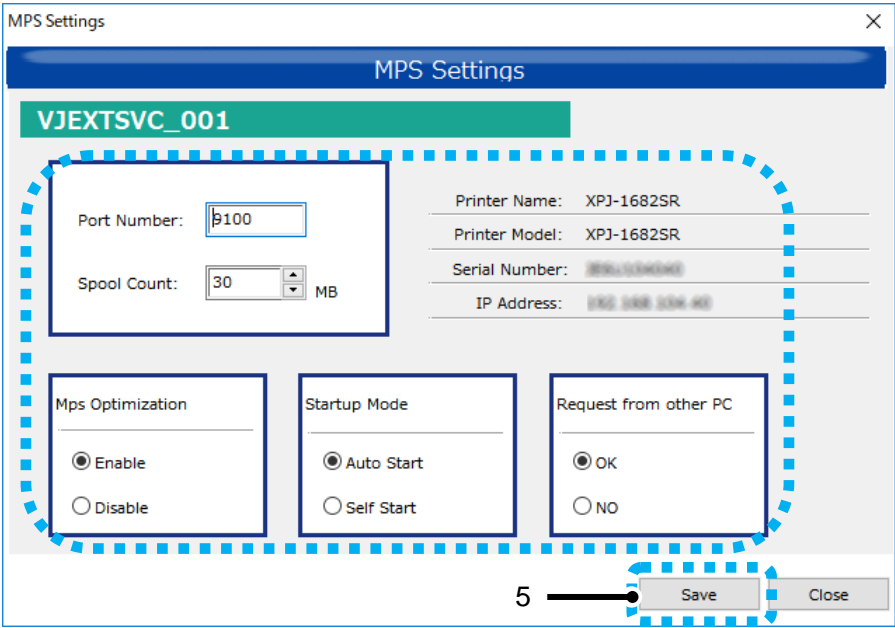 MPS Settings
MPS Settings
VJEXTSVC_001
Port Number: 9100
Spool Count: 30 MB
Printer Name: XPJ-1682SR
Printer Model: XPJ-1682SR
Serial Number:
IP Address:
Mps Optimization
Enable
Disable
Startup Mode
Auto Start
Self Start
Request from other PC
OK
NO
5
Save
Close